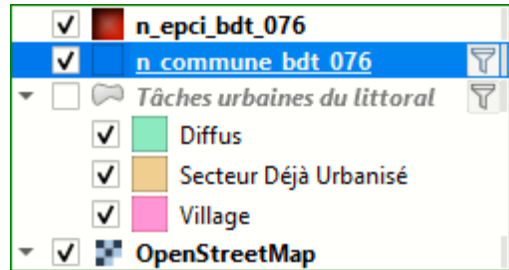 n_epci_bdt_076
n_commune_bdt_076
Tâches urbaines du littoral
Diffus
Secteur Déjà Urbanisé
Village
OpenStreetMap